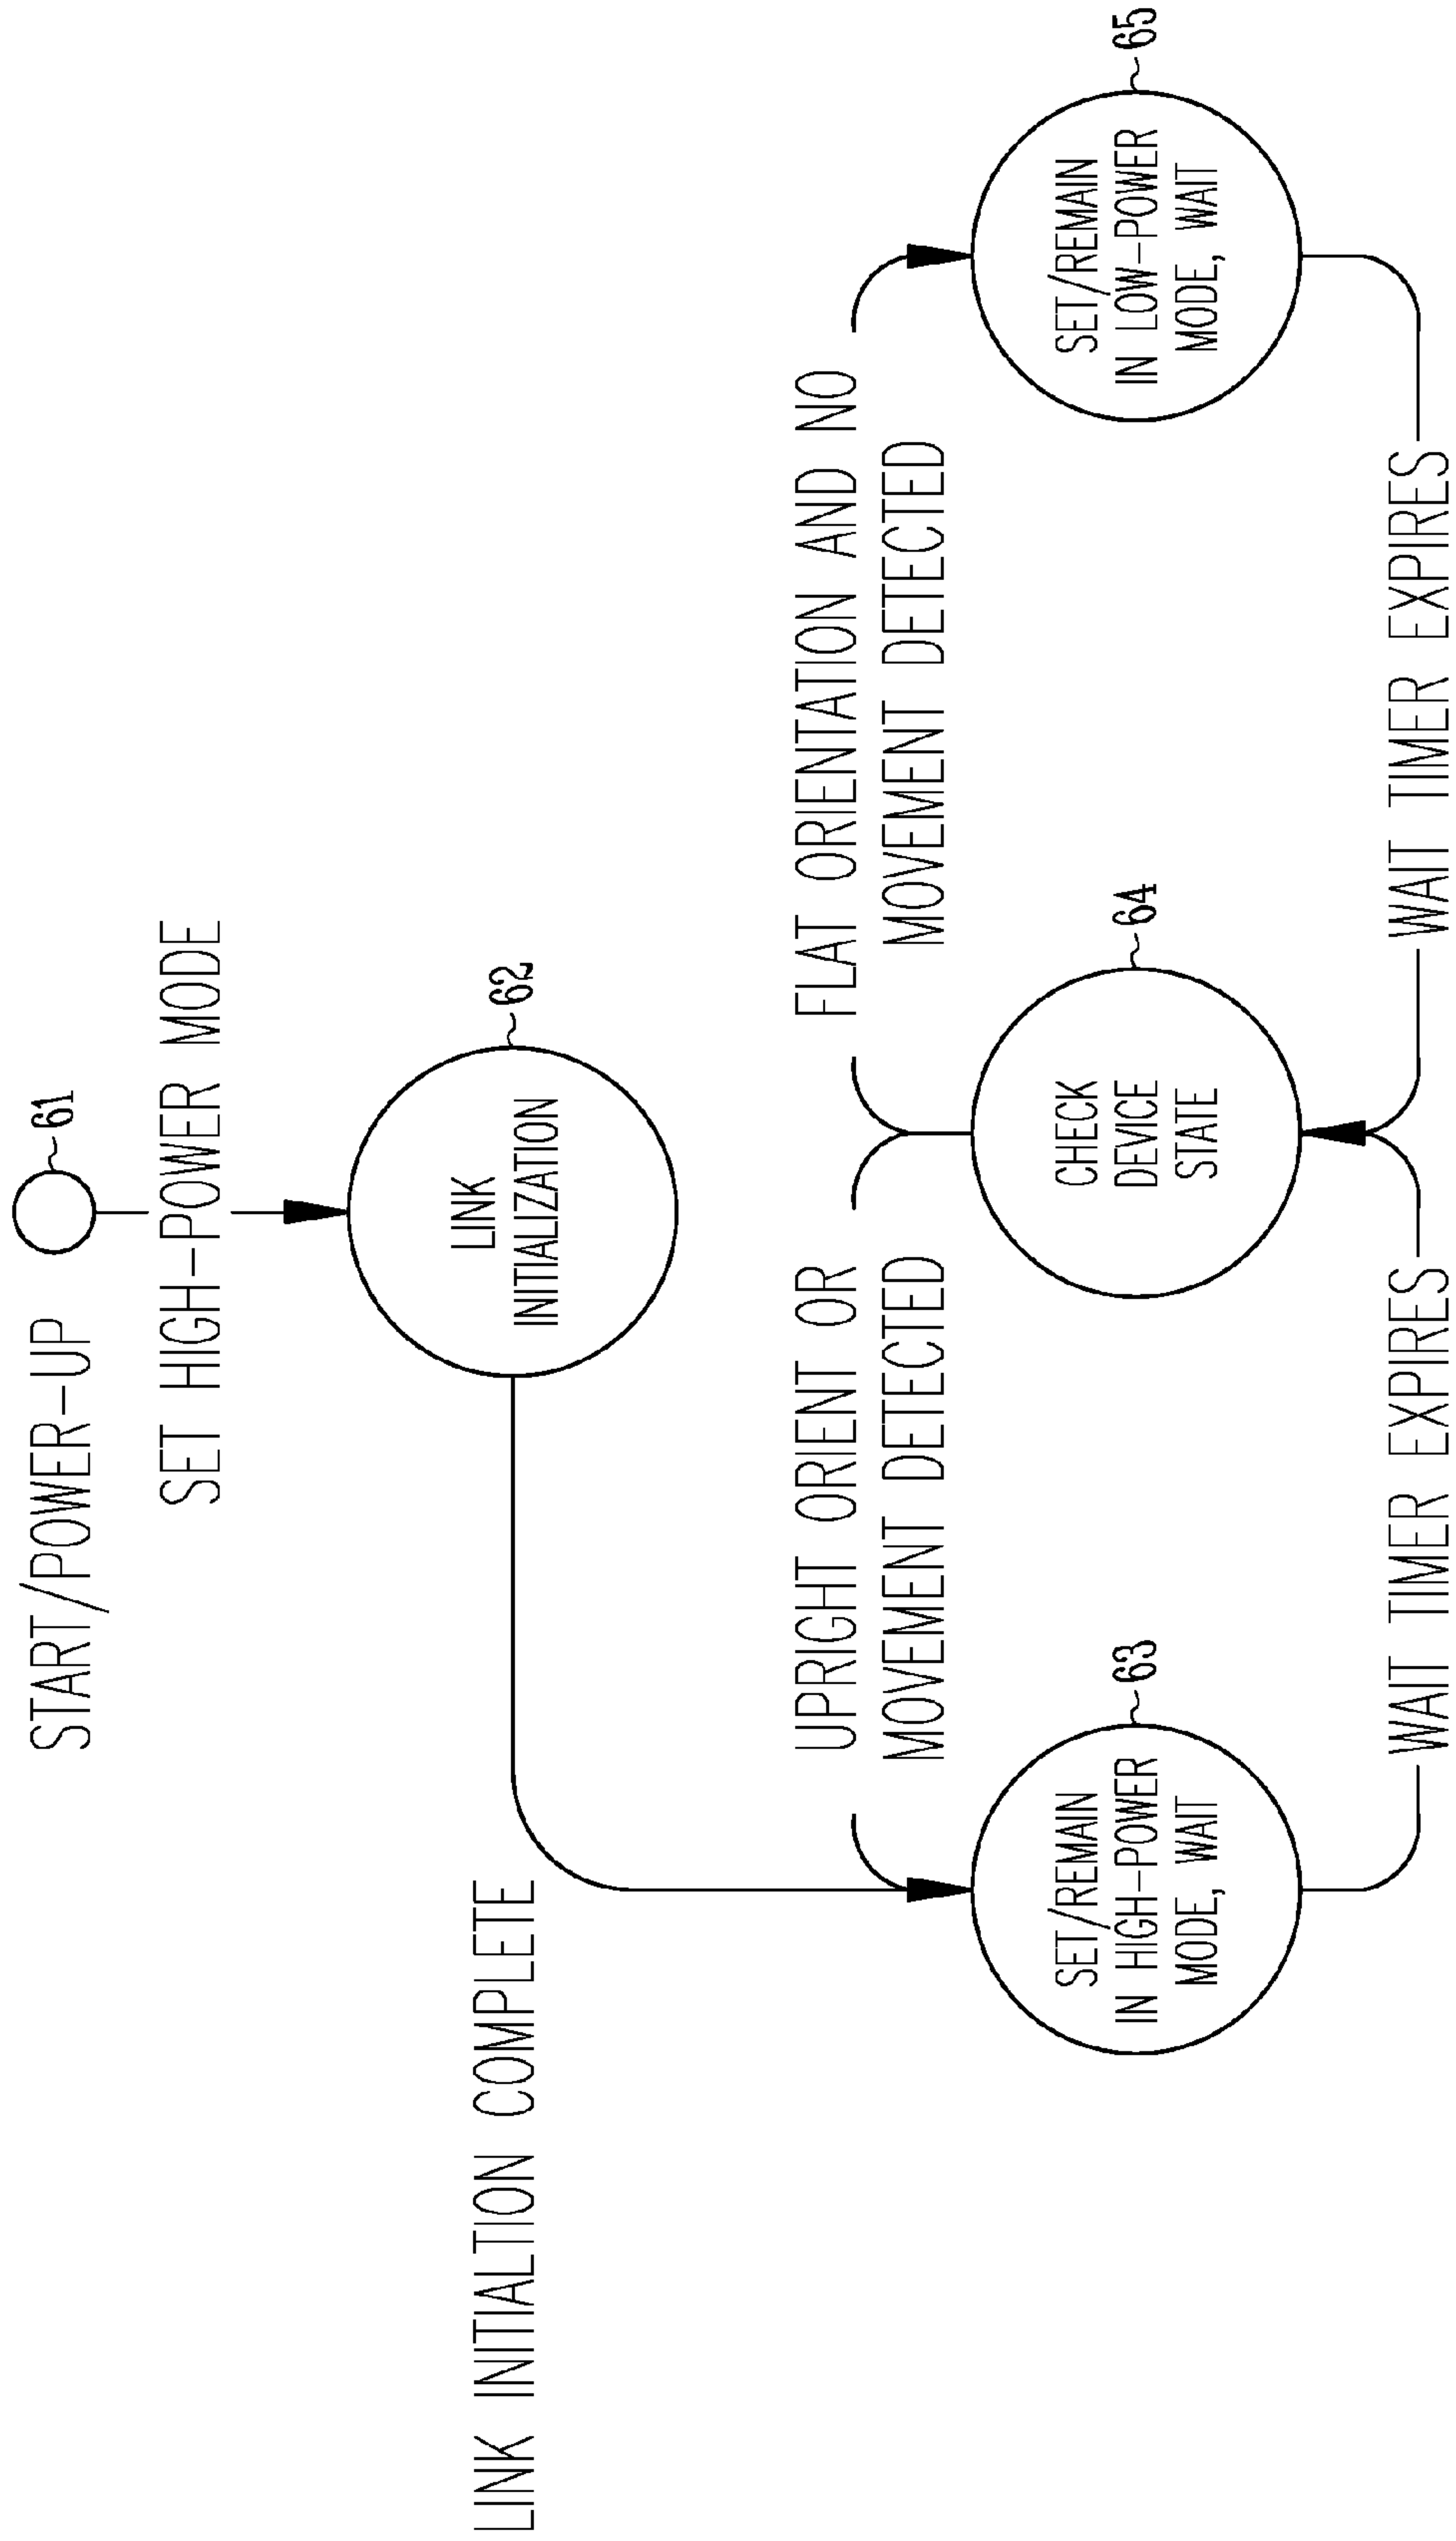 START/POWER-UP
61
SET HIGH-POWER MODE
LINK INITIALTION COMPLETE
LINK
INITIALIZATION
62
UPRIGHT ORIENT OR
MOVEMENT DETECTED
FLAT ORIENTATION AND NO
MOVEMENT DETECTED
SET/REMAIN
IN HIGH-POWER
MODE, WAIT
63
CHECK
DEVICE
STATE
64
SET/REMAIN
IN LOW-POWER
MODE, WAIT
65
WAIT TIMER EXPIRES
WAIT TIMER EXPIRES